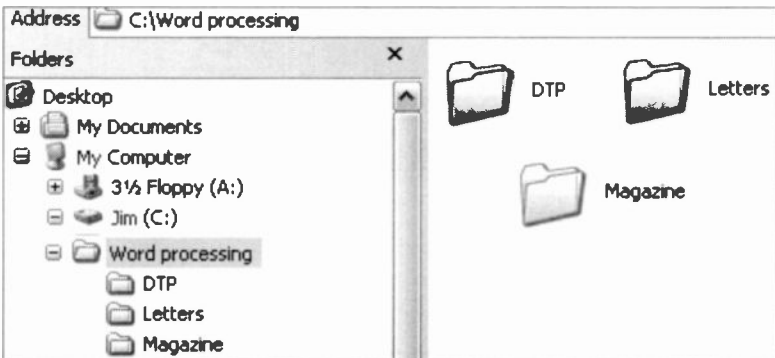 Address C:\Word processing
Folders ×
Desktop
My Documents
My Computer
3½ Floppy (A:)
Jim (C:)
Word processing
DTP
Letters
Magazine
DTP Letters
Magazine